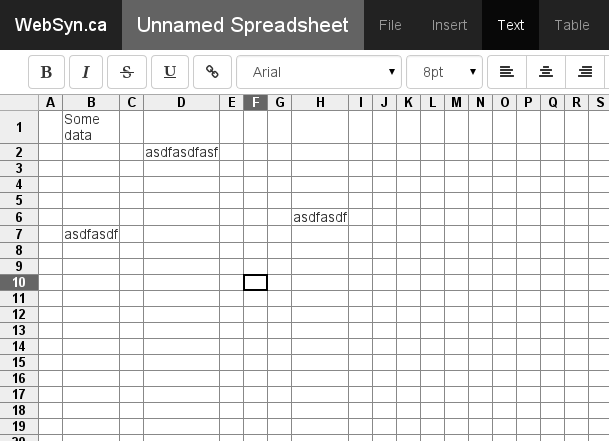 WebSyn.ca Unnamed Spreadsheet File Insert Text Table
B I S U Arial 8pt
A B C D E F G H I J K L M N O P Q R S
1 Some
data
2 asdfasdfasf
3
4
5
6 asdfasdf
7 asdfasdf
8
9
10
11
12
13
14
15
16
17
18
19
20